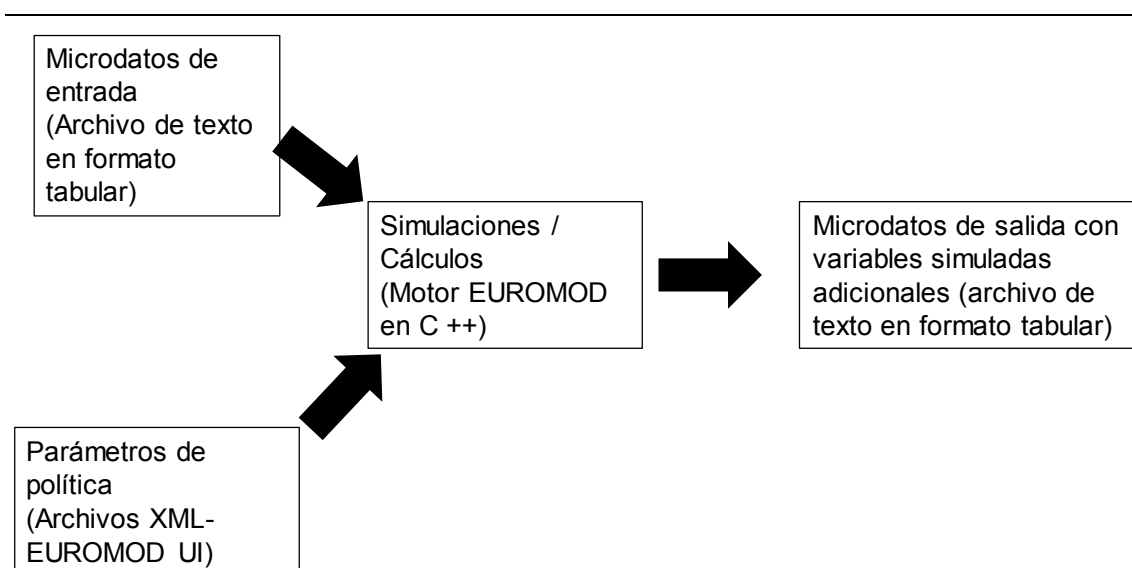 Microdatos de
entrada
(Archivo de texto
en formato
tabular)
Simulaciones /
Cálculos
(Motor EUROMOD
en C ++)
Microdatos de salida con
variables simuladas
adicionales (archivo de
texto en formato tabular)
Parámetros de
política
(Archivos XML-
EUROMOD UI)